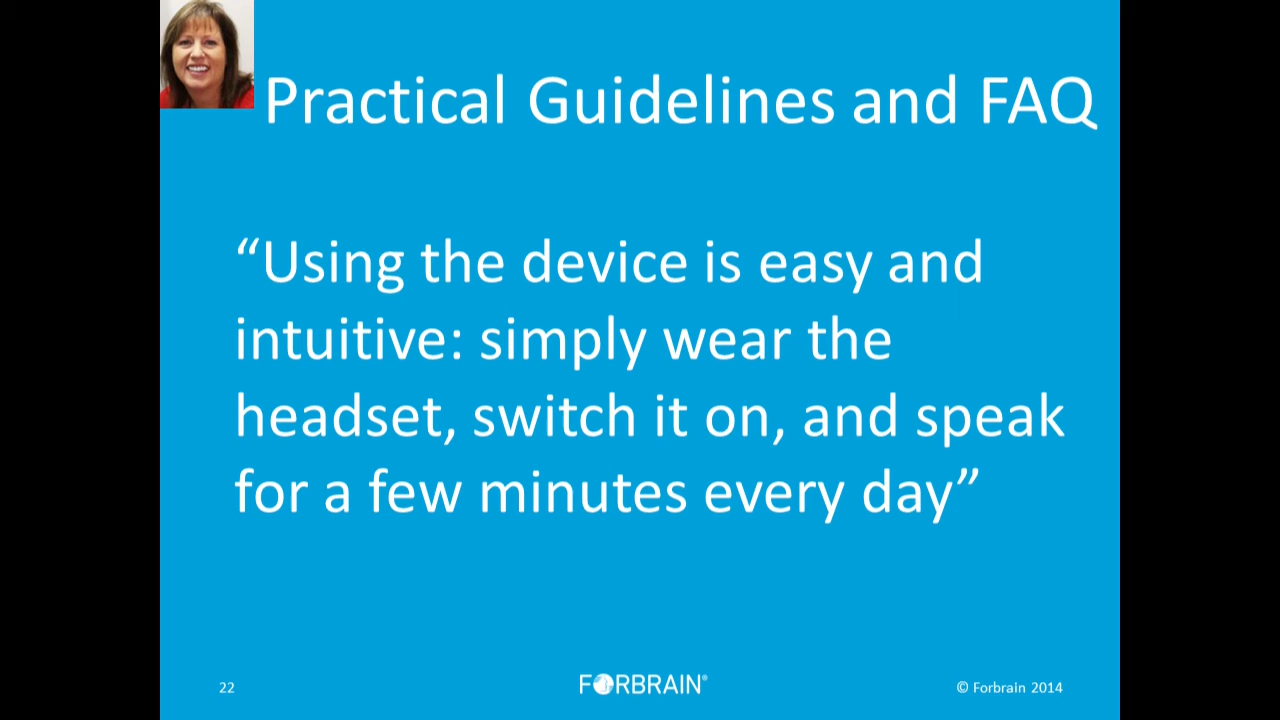 Practical Guidelines and FAQ
“Using the device is easy and
intuitive: simply wear the
headset, switch it on, and speak
for a few minutes every day”
22
FORBRAIN®
© Forbrain 2014